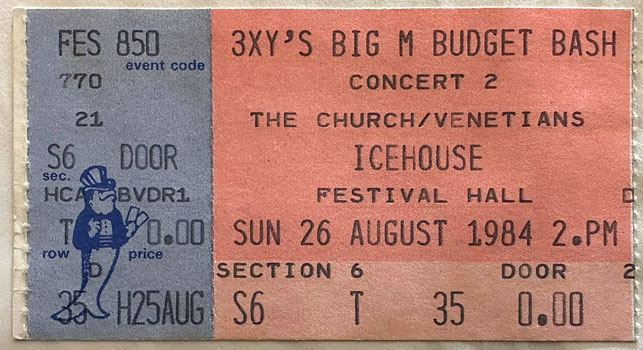 FES 850
event code
770
21
S6 DOOR
sec.
HCA BVDR1
T 0.00
row price
D
35 H25AUG
3XY'S BIG M BUDGET BASH
CONCERT 2
THE CHURCH/VENETIANS
ICEHOUSE
FESTIVAL HALL D
SUN 26 AUGUST 1984 2.PM
SECTION 6 DOOR 2
S6 T 35 0.00